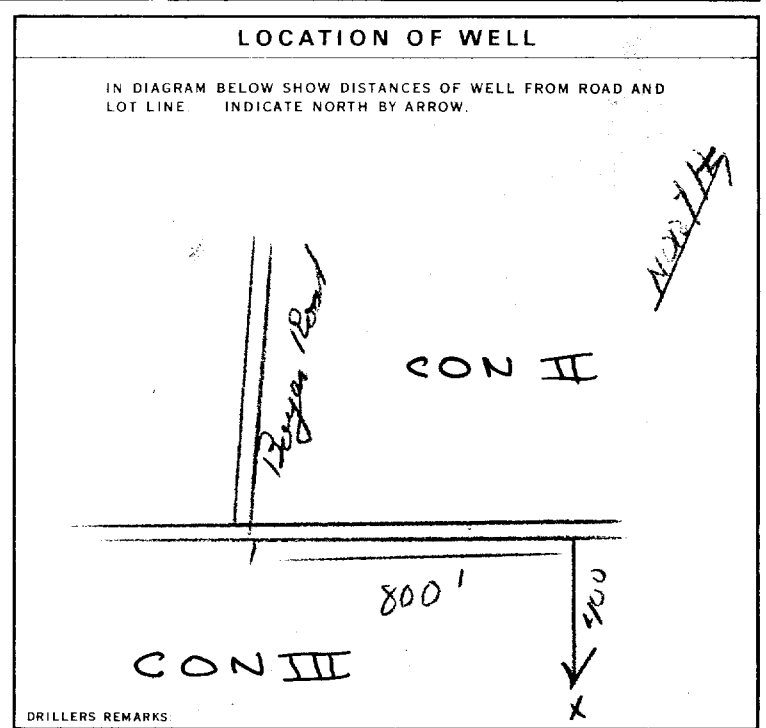 LOCATION OF WELL
IN DIAGRAM BELOW SHOW DISTANCES OF WELL FROM ROAD AND
LOT LINE. INDICATE NORTH BY ARROW.
NORTH
Road
CON II
800'
400
CON III
X
DRILLERS REMARKS: